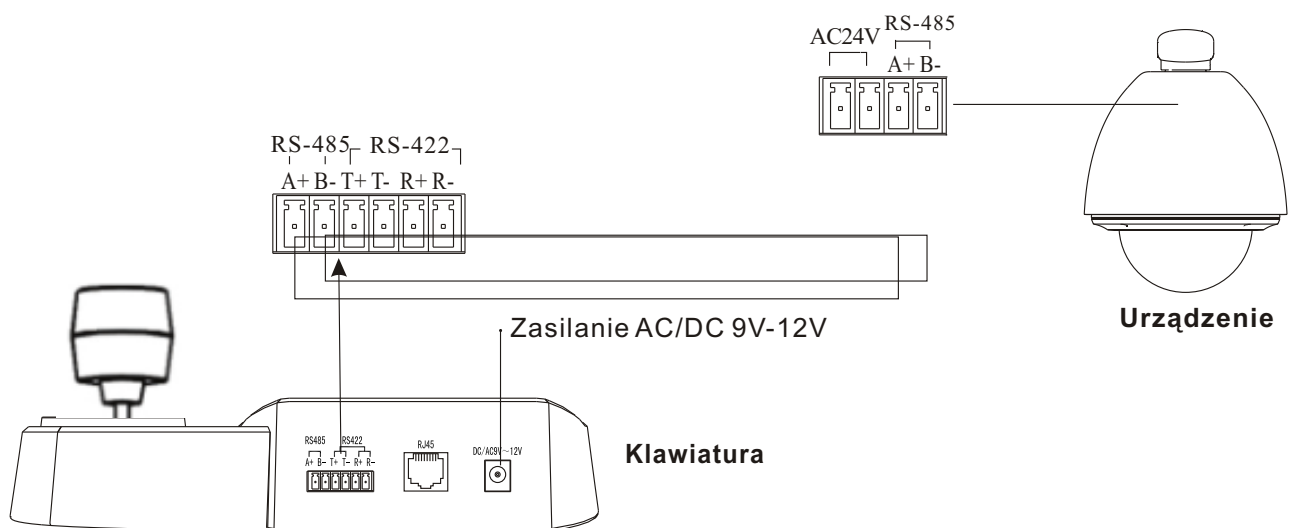 AC24V RS-485
A+ B-
RS-485 RS-422
A+ B- T+ T- R+ R-
Zasilanie AC/DC 9V-12V
Urządzenie
RS485 RS422 RJ45 DC/AC9V~12V
A+ B- T+ T- R+ R-
Klawiatura